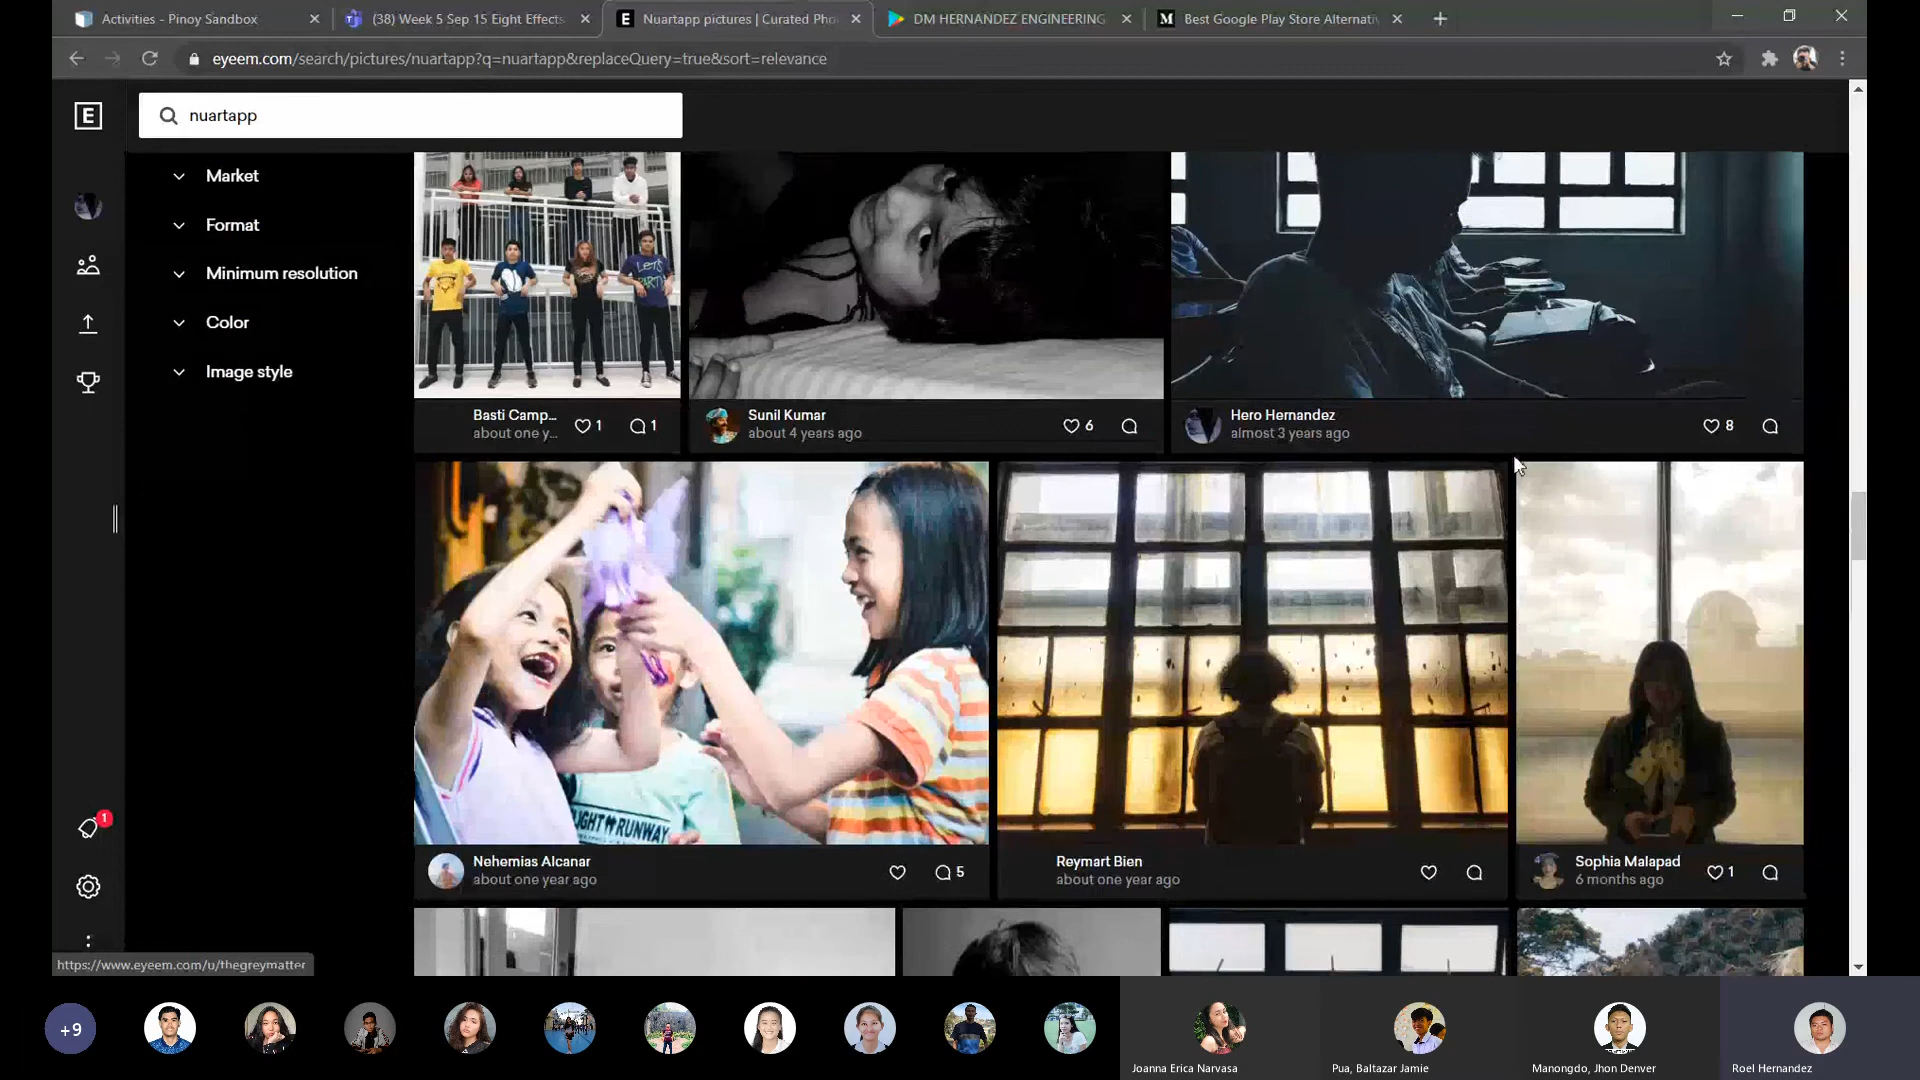 Activities - Pinoy Sandbox
(38) Week 5 Sep 15 Eight Effects
Nuartapp pictures | Curated Pho
DM HERNANDEZ ENGINEERING
Best Google Play Store Alternati
eyeem.com/search/pictures/nuartapp?q=nuartapp&replaceQuery=true&sort=relevance
E
nuartapp
Market
Format
Minimum resolution
Color
Image style
LETS
PARTY
Basti Camp...
about one y...
1
1
Sunil Kumar
about 4 years ago
6
Hero Hernandez
almost 3 years ago
8
RUNWAY
Nehemias Alcanar
about one year ago
5
Reymart Bien
about one year ago
Sophia Malapad
6 months ago
1
1
https://www.eyeem.com/u/thegreymatter
+9
Joanna Erica Narvasa
Pua, Baltazar Jamie
Manongdo, Jhon Denver
Roel Hernandez